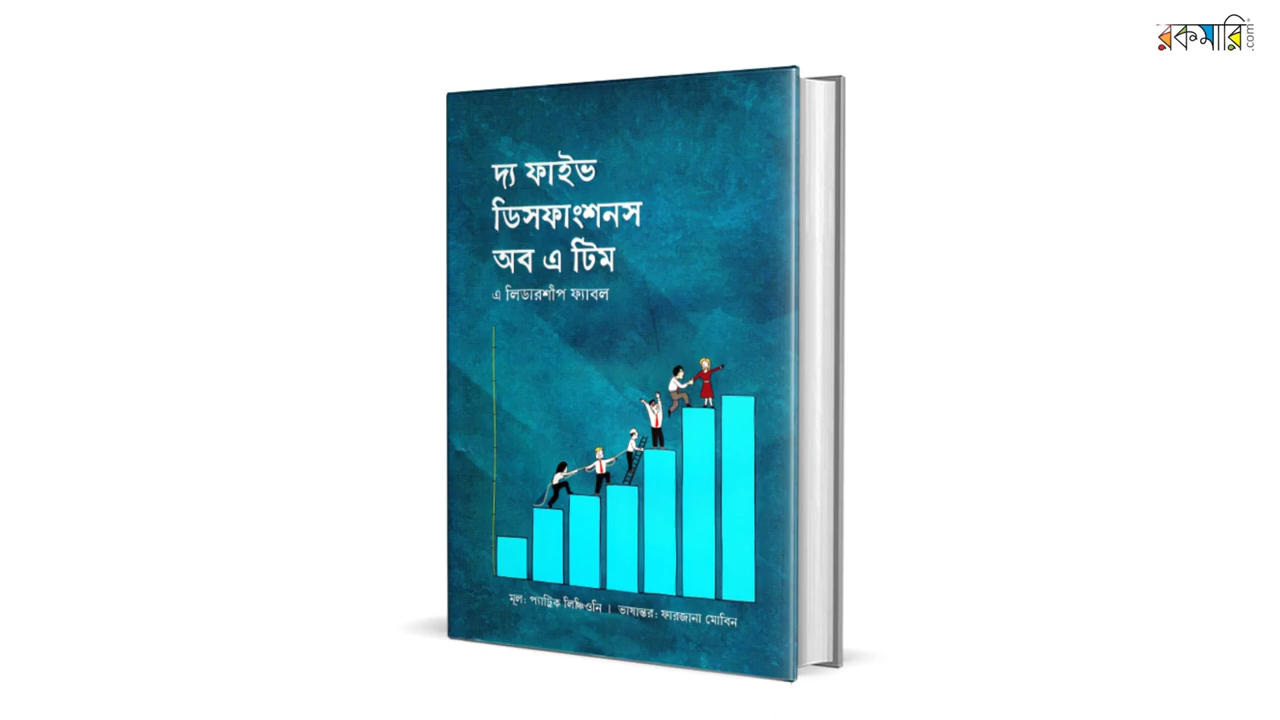 রকমারি.com
দ্য ফাইভ
ডিসফাংশনস
অব এ টিম
এ লিডারশীপ ফ্যাবল
মূল: প্যাট্রিক লিঞ্চিওনি | ভাষান্তর: ফারজানা মোবিন